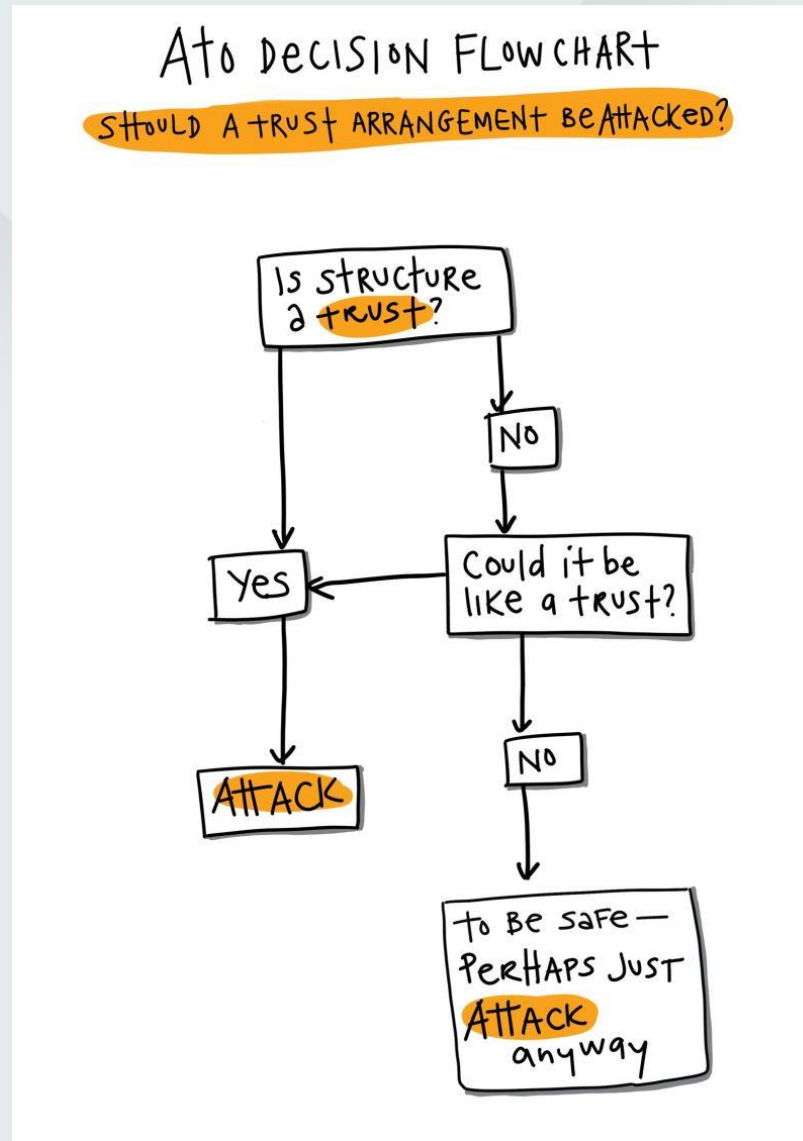 Ato DECISION FLOWCHARt
SHOULD A tRUSt ARRANGEMENt Be AttACKeD?
Is StRUCtURe
a tRUSt?
No
Yes
Could it be
like a tRUSt?
ATTACK
No
to Be SaFe —
PeRHAPS JUST
ATTACK
anyway